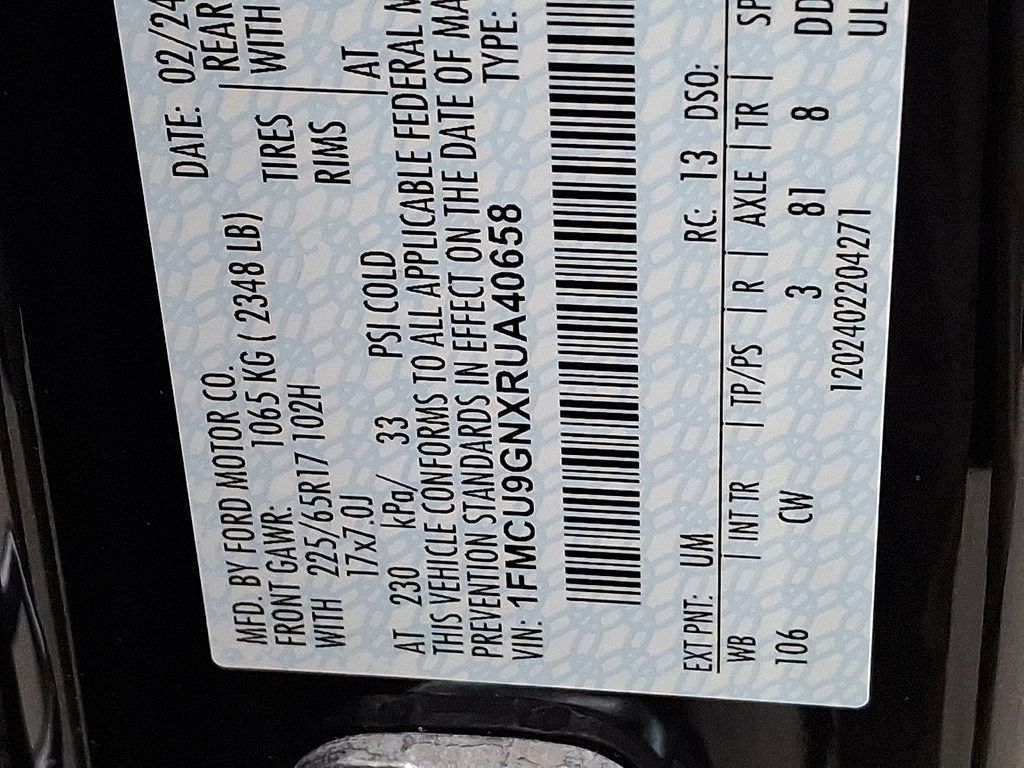 MFD. BY FORD MOTOR CO. DATE: 02/24
FRONT GAWR: 1065 KG ( 2348 LB) REAR
WITH 225/65R17 102H TIRES WITH
17x7.0J RIMS
AT 230 kPa/ 33 PSI COLD AT
THIS VEHICLE CONFORMS TO ALL APPLICABLE FEDERAL
PREVENTION STANDARDS IN EFFECT ON THE DATE OF
VIN: 1FMCU9GNXRUA40658 TYPE:
EXT PNT: UM RC: 13 DSO:
WB | INT TR | TP/PS | R | AXLE | TR | SP
106 CW 3 81 8 DD
1202402204271 UL